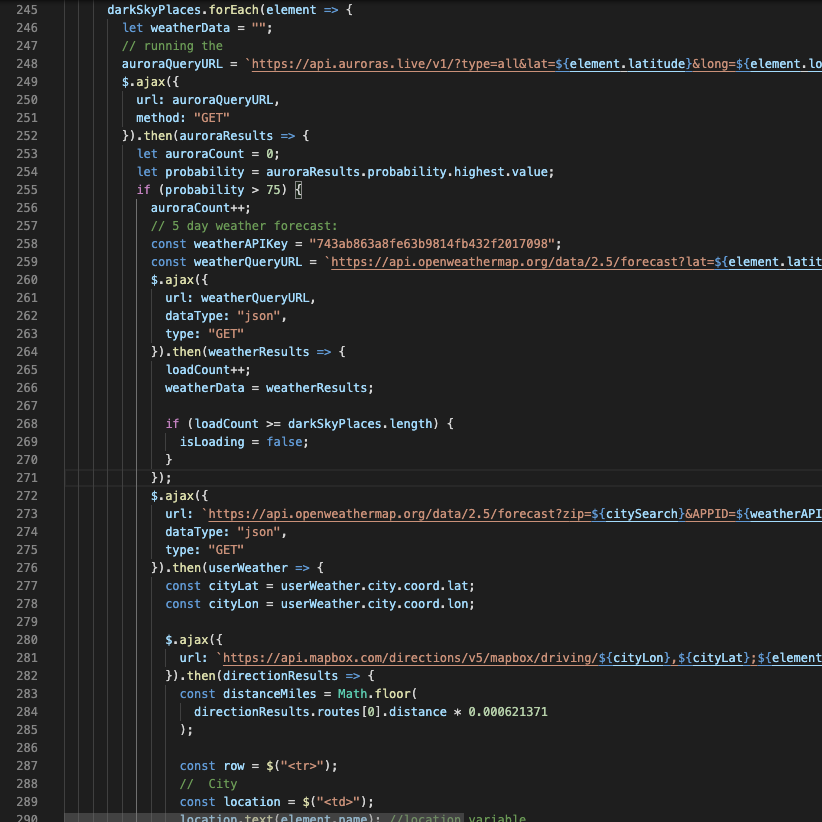 245 darkSkyPlaces.forEach(element => {
246 let weatherData = "";
247 // running the
248 auroraQueryURL = `https://api.auroras.live/v1/?type=all&lat=${element.latitude}&long=${element.lo
249 $.ajax({
250 url: auroraQueryURL,
251 method: "GET"
252 }).then(auroraResults => {
253 let auroraCount = 0;
254 let probability = auroraResults.probability.highest.value;
255 if (probability > 75) {
256 auroraCount++;
257 // 5 day weather forecast:
258 const weatherAPIKey = "743ab863a8fe63b9814fb432f2017098";
259 const weatherQueryURL = `https://api.openweathermap.org/data/2.5/forecast?lat=${element.latit
260 $.ajax({
261 url: weatherQueryURL,
262 dataType: "json",
263 type: "GET"
264 }).then(weatherResults => {
265 loadCount++;
266 weatherData = weatherResults;
267
268 if (loadCount >= darkSkyPlaces.length) {
269 isLoading = false;
270 }
271 });
272 $.ajax({
273 url: `https://api.openweathermap.org/data/2.5/forecast?zip=${citySearch}&APPID=${weatherAPI
274 dataType: "json",
275 type: "GET"
276 }).then(userWeather => {
277 const cityLat = userWeather.city.coord.lat;
278 const cityLon = userWeather.city.coord.lon;
279
280 $.ajax({
281 url: `https://api.mapbox.com/directions/v5/mapbox/driving/${cityLon},${cityLat};${element
282 }).then(directionResults => {
283 const distanceMiles = Math.floor(
284 directionResults.routes[0].distance * 0.000621371
285 );
286
287 const row = $("<tr>");
288 //  City
289 const location = $("<td>");
290 location.text(element.name); //location variable